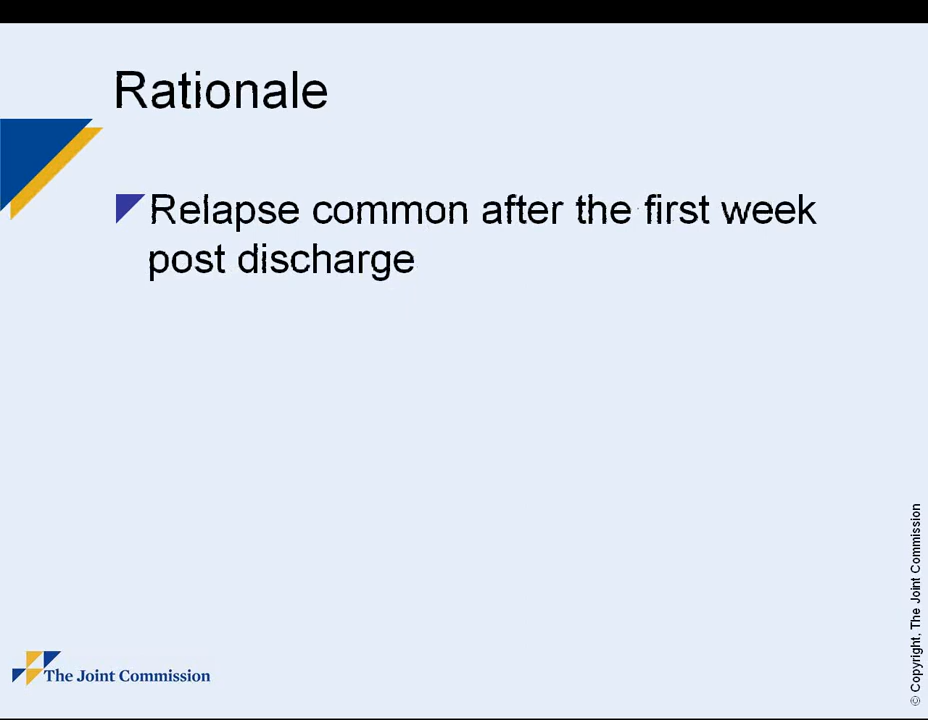 Rationale
Relapse common after the first week
post discharge
The Joint Commission
© Copyright, The Joint Commission